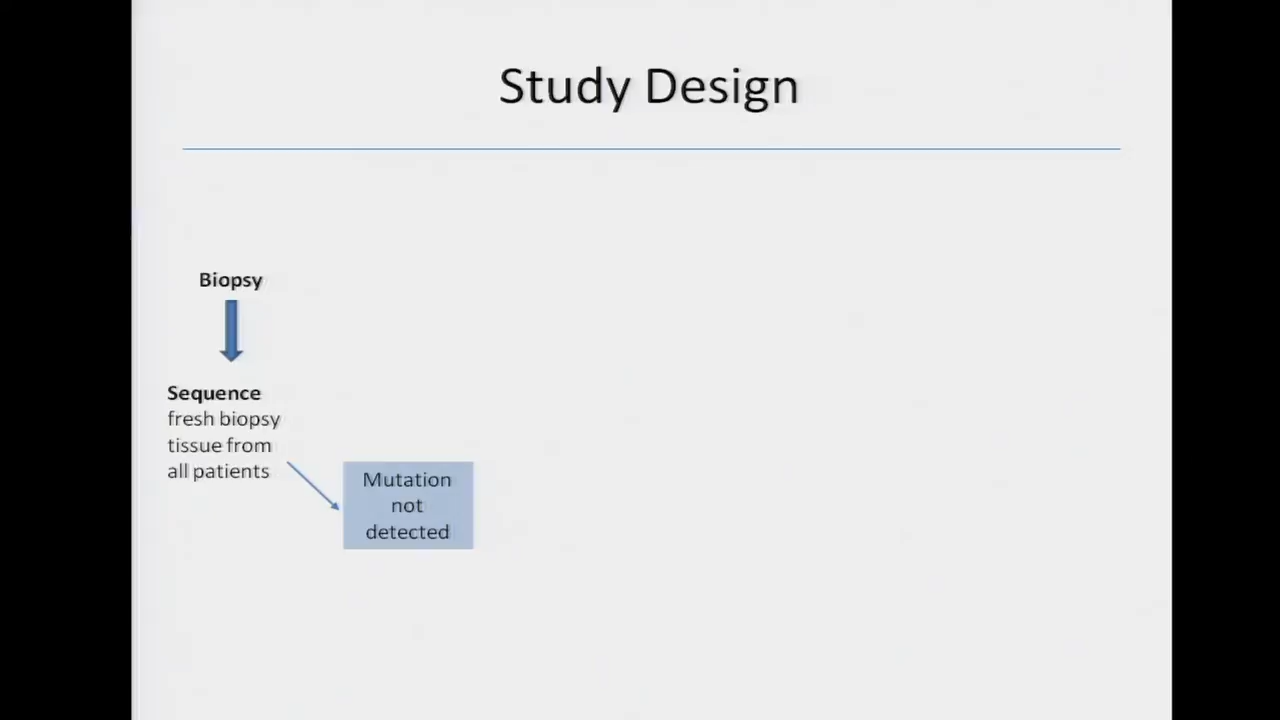 Study Design
Biopsy
Sequence
fresh biopsy
tissue from
all patients
Mutation
not
detected